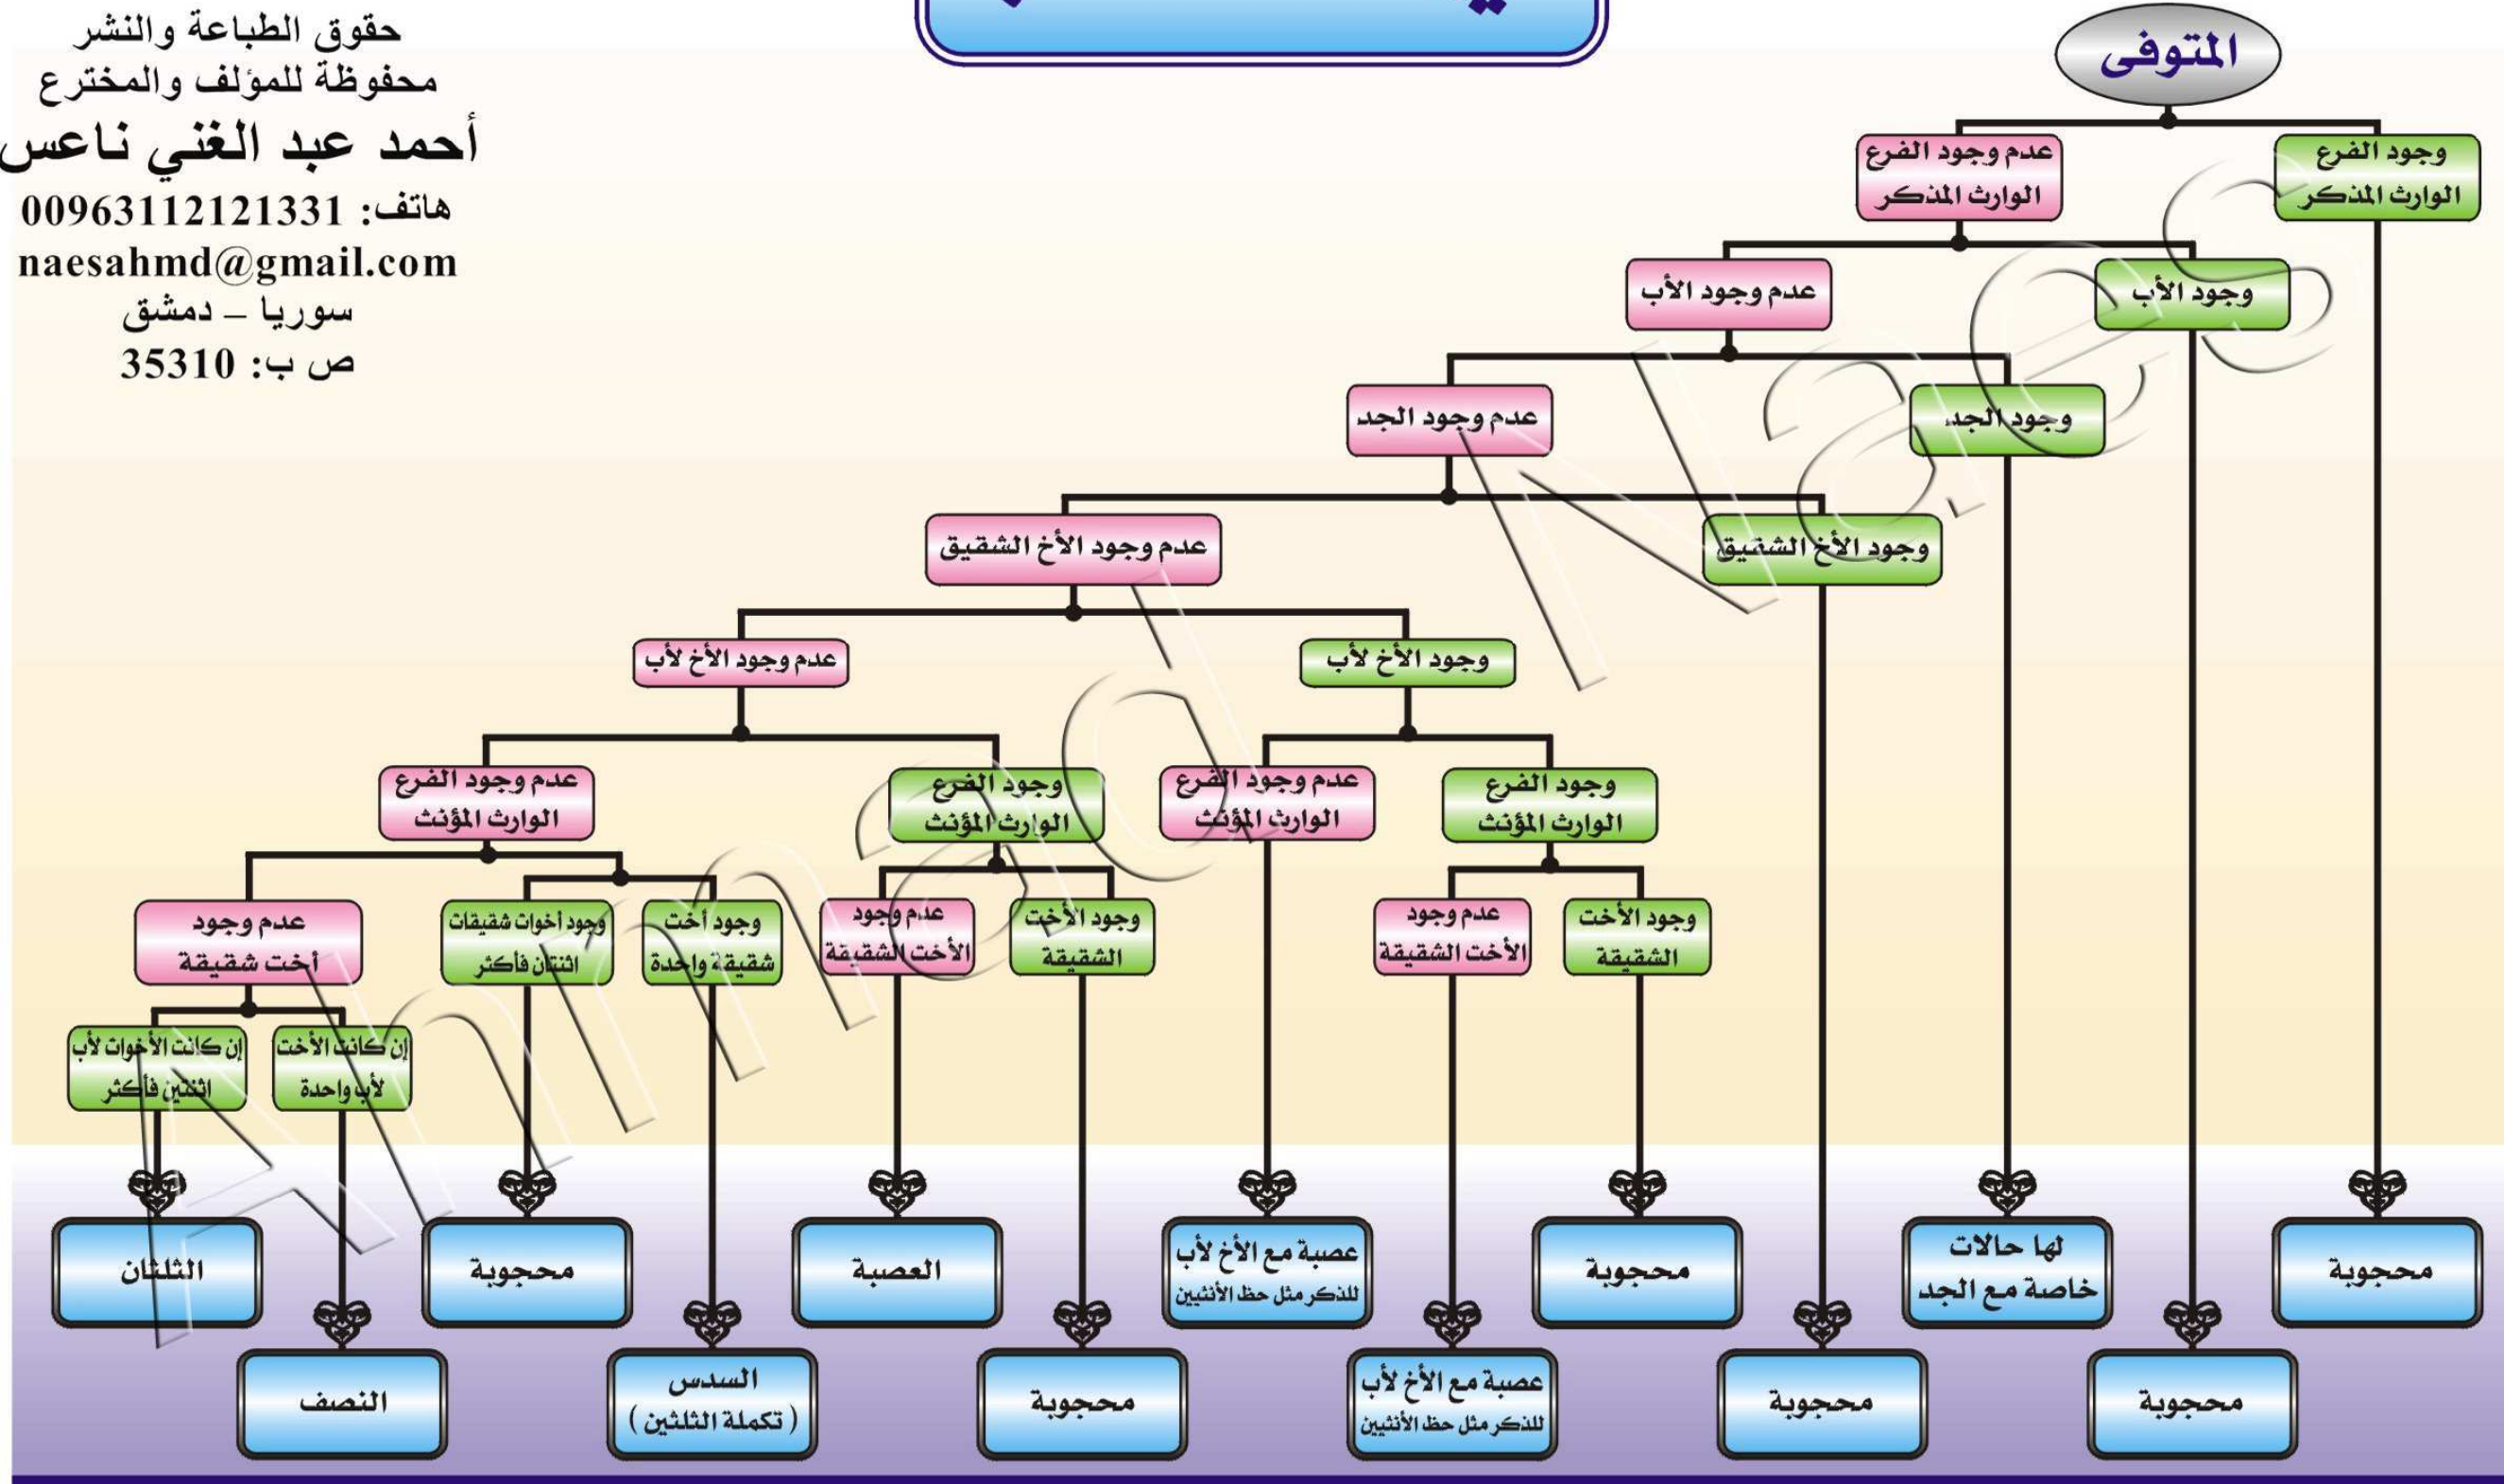 حقوق الطباعة والنشر
محفوظة للمؤلف والمخترع
أحمد عبد الغني ناعس
هاتف: 00963112121331
naesahmd@gmail.com
سوريا – دمشق
ص ب: 35310
المتوفى
وجود الفرع
الوارث المذكر
عدم وجود الفرع
الوارث المذكر
وجود الأب
عدم وجود الأب
وجود الجد
عدم وجود الجد
وجود الأخ الشقيق
عدم وجود الأخ الشقيق
وجود الأخ لأب
عدم وجود الأخ لأب
وجود الفرع
الوارث المؤنث
عدم وجود الفرع
الوارث المؤنث
وجود الفرع
الوارث المؤنث
عدم وجود الفرع
الوارث المؤنث
وجود الأخت
الشقيقة
عدم وجود
الأخت الشقيقة
وجود الأخت
الشقيقة
عدم وجود
الأخت الشقيقة
وجود أخت
شقيقة واحدة
وجود أخوات شقيقات
اثنتان فأكثر
عدم وجود
أخت شقيقة
إن كانت الأخت
لأب واحدة
إن كانت الأخوات لأب
اثنتين فأكثر
محجوبة
لها حالات
خاصة مع الجد
محجوبة
عصبة مع الأخ لأب
للذكر مثل حظ الأنثيين
العصبة
محجوبة
الثلثان
محجوبة
محجوبة
عصبة مع الأخ لأب
للذكر مثل حظ الأنثيين
محجوبة
السدس
( تكملة الثلثين )
النصف
Ahmad Naes